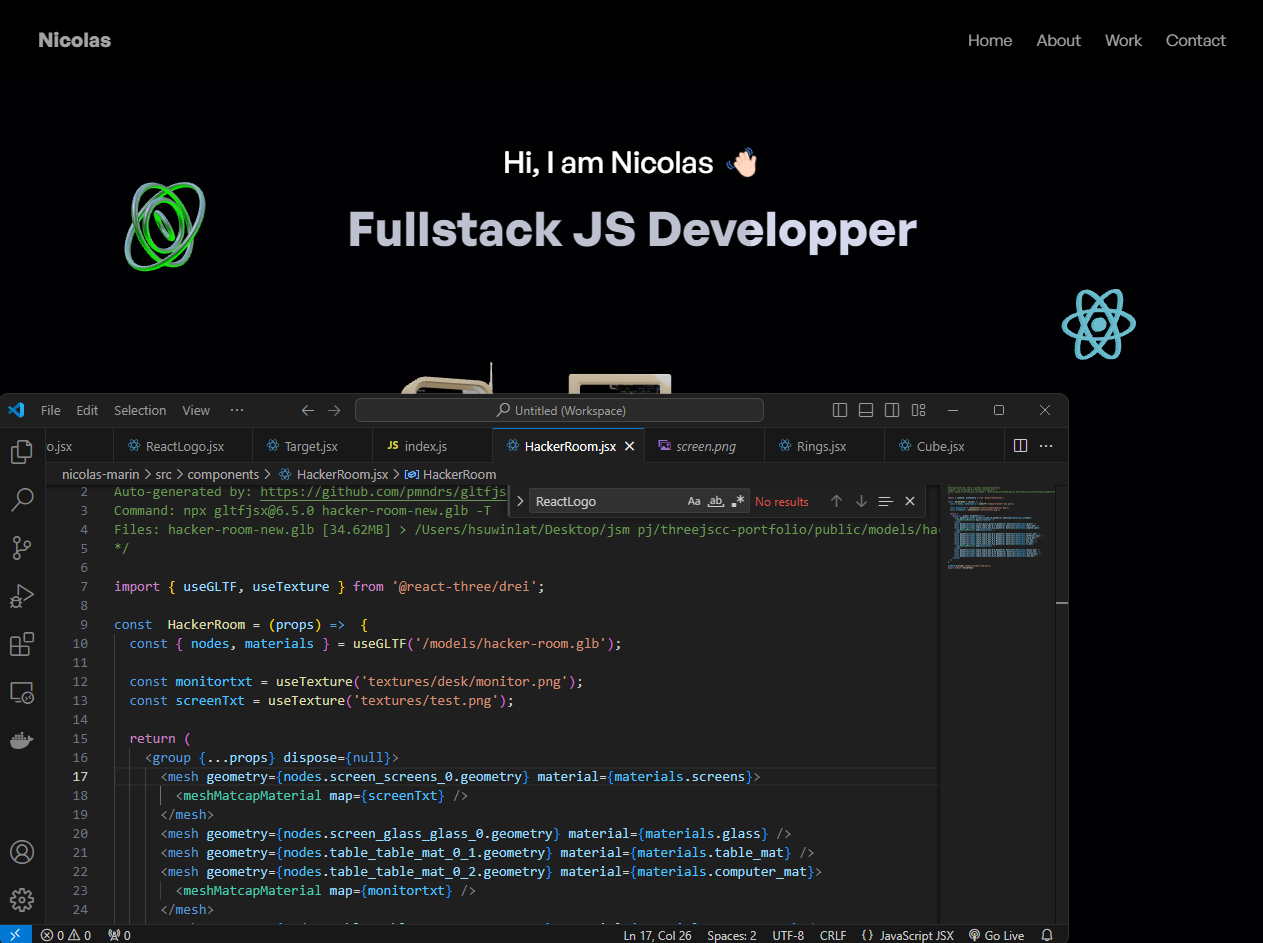 Nicolas
Home About Work Contact
Hi, I am Nicolas 👋🏻
Fullstack JS Developper
File Edit Selection View ···
Untitled (Workspace)
o.jsx ReactLogo.jsx Target.jsx JS index.js HackerRoom.jsx screen.png Rings.jsx Cube.jsx ···
nicolas-marin > src > components > HackerRoom.jsx > HackerRoom
ReactLogo Aa ab .* No results
2 Auto-generated by: https://github.com/pmndrs/gltfjs
3 Command: npx gltfjsx@6.5.0 hacker-room-new.glb -T
4 Files: hacker-room-new.glb [34.62MB] > /Users/hsuwinlat/Desktop/jsm pj/threejscc-portfolio/public/models/hac
5 */
6
7 import { useGLTF, useTexture } from '@react-three/drei';
8
9 const  HackerRoom = (props) =>  {
10 const { nodes, materials } = useGLTF('/models/hacker-room.glb');
11
12 const monitortxt = useTexture('textures/desk/monitor.png');
13 const screenTxt = useTexture('textures/test.png');
14
15 return (
16 <group {...props} dispose={null}>
17 <mesh geometry={nodes.screen_screens_0.geometry} material={materials.screens}>
18 <meshMatcapMaterial map={screenTxt} />
19 </mesh>
20 <mesh geometry={nodes.screen_glass_glass_0.geometry} material={materials.glass} />
21 <mesh geometry={nodes.table_table_mat_0_1.geometry} material={materials.table_mat} />
22 <mesh geometry={nodes.table_table_mat_0_2.geometry} material={materials.computer_mat}>
23 <meshMatcapMaterial map={monitortxt} />
24 </mesh>
0 0 0 Ln 17, Col 26 Spaces: 2 UTF-8 CRLF {} JavaScript JSX Go Live